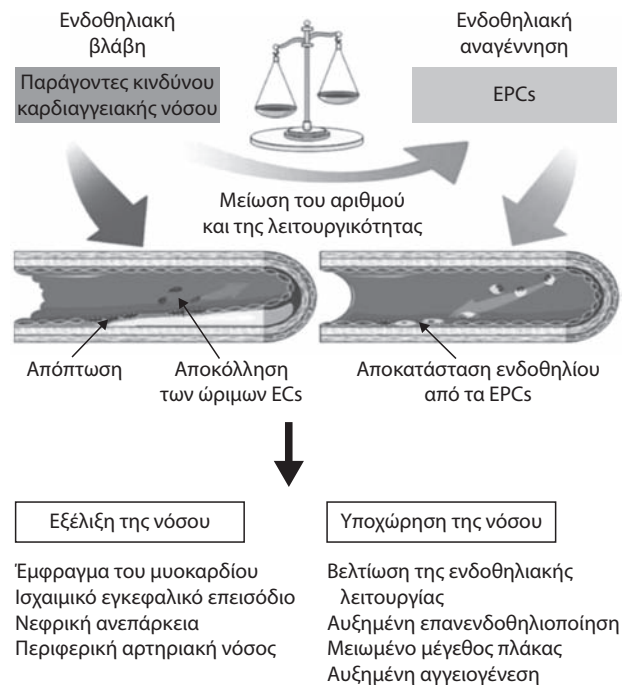 Ενδοθηλιακή
βλάβη
Παράγοντες κινδύνου
καρδιαγγειακής νόσου
Ενδοθηλιακή
αναγέννηση
EPCs
Μείωση του αριθμού
και της λειτουργικότητας
Απόπτωση
Αποκόλληση
των ώριμων ECs
Αποκατάσταση ενδοθηλίου
από τα EPCs
Εξέλιξη της νόσου
Έμφραγμα του μυοκαρδίου
Ισχαιμικό εγκεφαλικό επεισόδιο
Νεφρική ανεπάρκεια
Περιφερική αρτηριακή νόσος
Υποχώρηση της νόσου
Βελτίωση της ενδοθηλιακής
λειτουργίας
Αυξημένη επανενδοθηλιοποίηση
Μειωμένο μέγεθος πλάκας
Αυξημένη αγγειογένεση